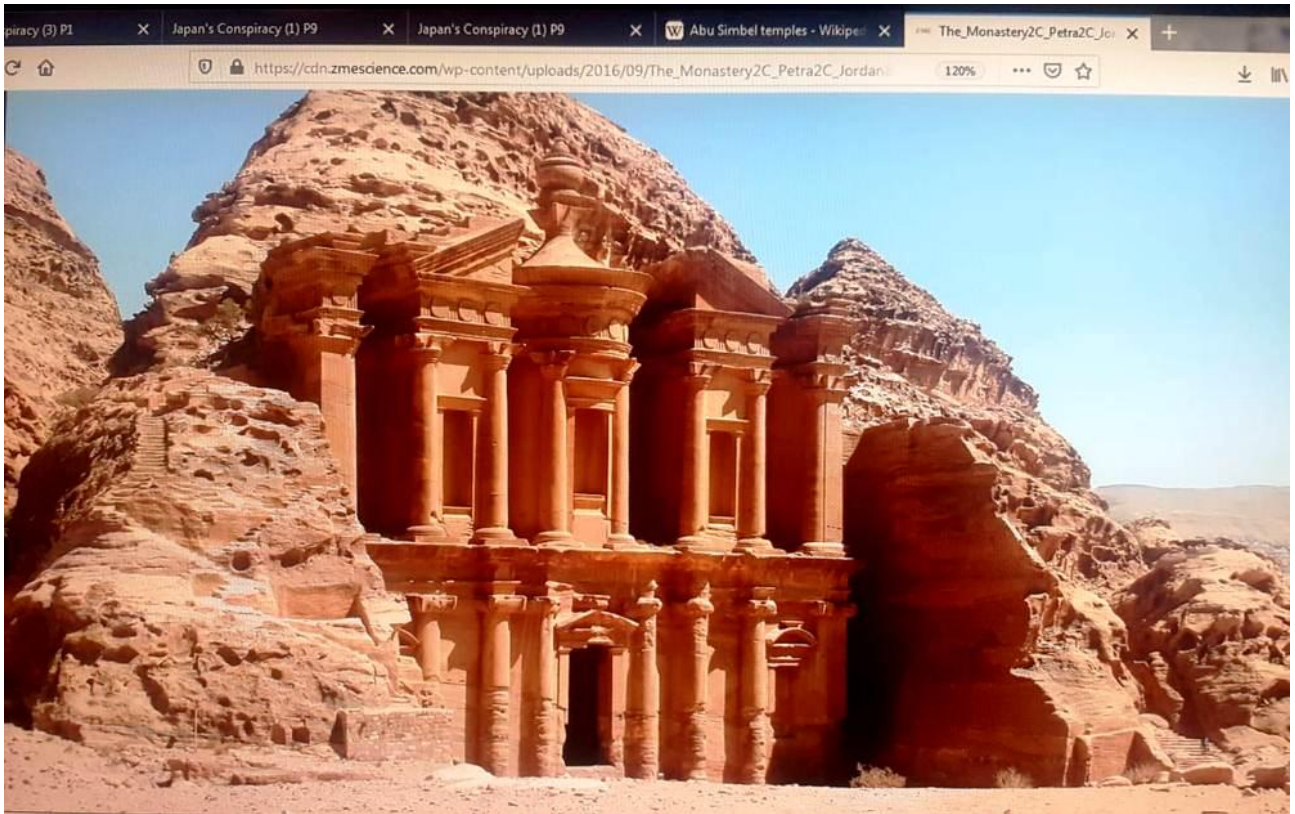 piracy (3) P1
Japan's Conspiracy (1) P9
Japan's Conspiracy (1) P9
W Abu Simbel temples - Wikiped
The_Monastery2C_Petra2C_Jo
https://cdn.zmescience.com/wp-content/uploads/2016/09/The_Monastery2C_Petra2C_Jordan
120%